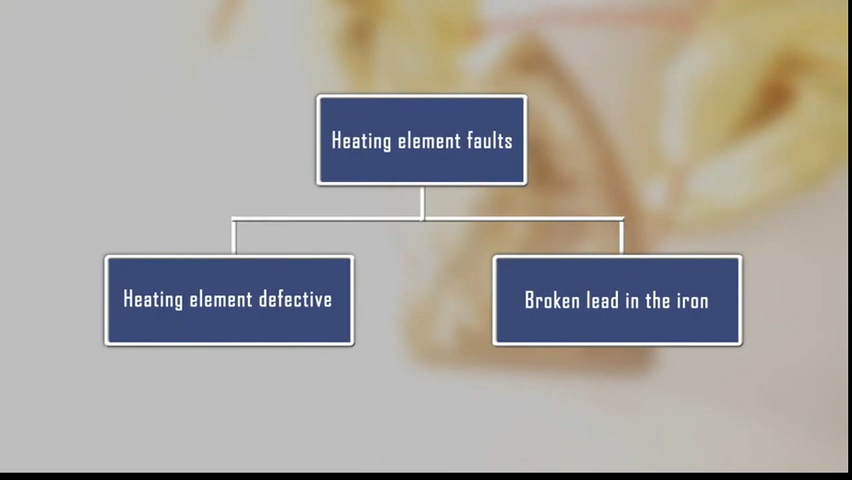 Heating element faults
Heating element defective
Broken lead in the iron